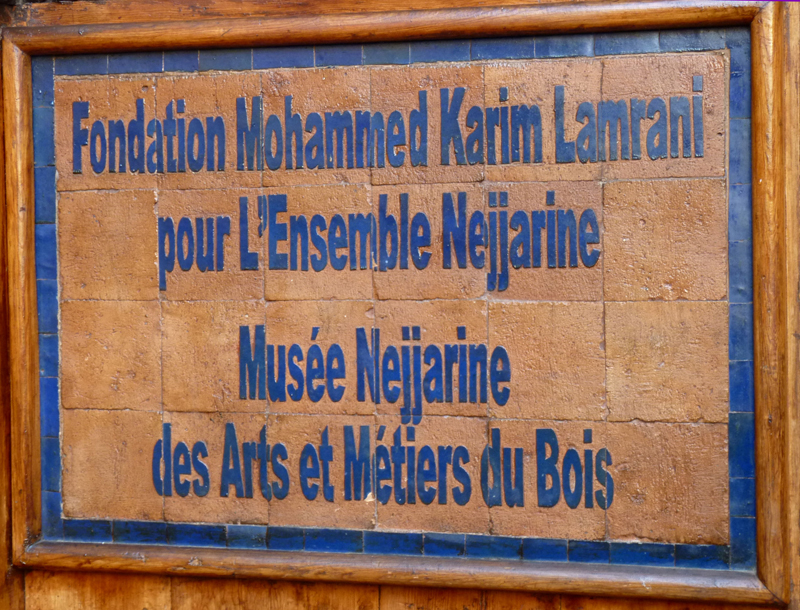 Fondation Mohammed Karim Lamrani
pour L'Ensemble Nejjarine
Musée Nejjarine
des Arts et Métiers du Bois